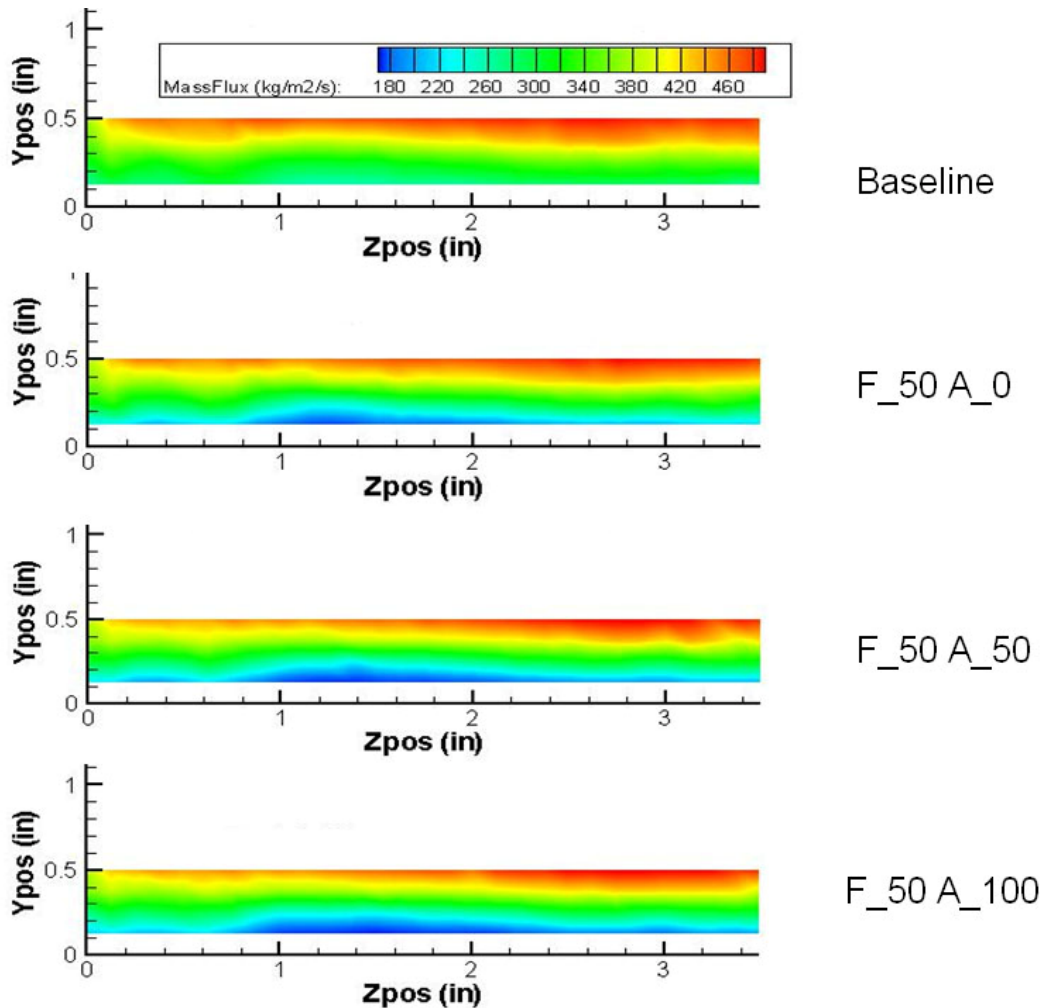 1
Ypos (in)
0.5
0
MassFlux (kg/m2/s): 180 220 260 300 340 380 420 460
0 1 2 3
Zpos (in)
Baseline
Ypos (in)
0.5
0
0 1 2 3
Zpos (in)
F_50 A_0
1
Ypos (in)
0.5
0
0 1 2 3
Zpos (in)
F_50 A_50
1
Ypos (in)
0.5
0
0 1 2 3
Zpos (in)
F_50 A_100